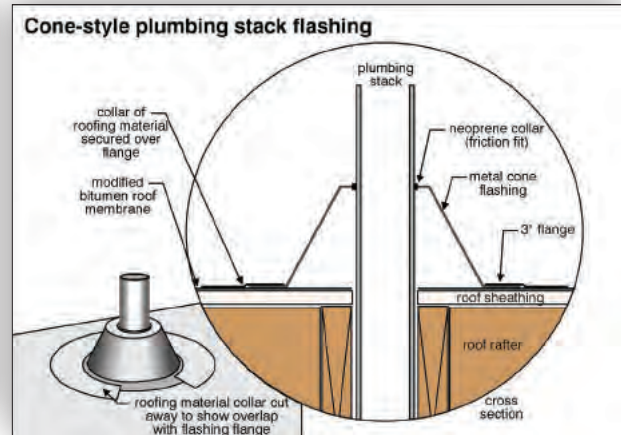 Cone-style plumbing stack flashing
plumbing
stack
collar of
roofing material
secured over
flange
neoprene collar
(friction fit)
metal cone
flashing
modified
bitumen roof
membrane
3" flange
roof sheathing
roof rafter
cross
section
roofing material collar cut
away to show overlap
with flashing flange